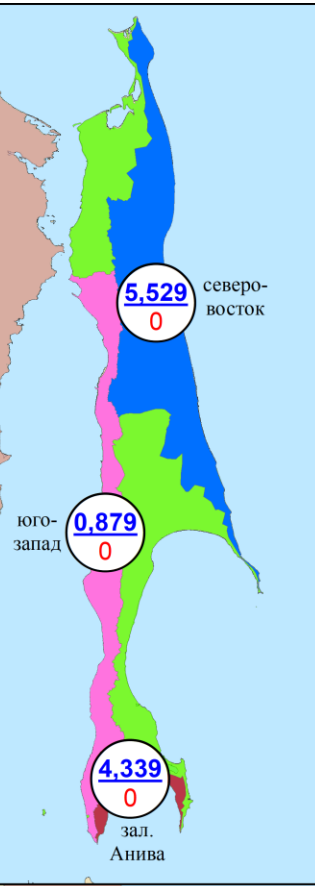 5,529
0
северо-
восток
юго-
запад
0,879
0
4,339
0
зал.
Анива